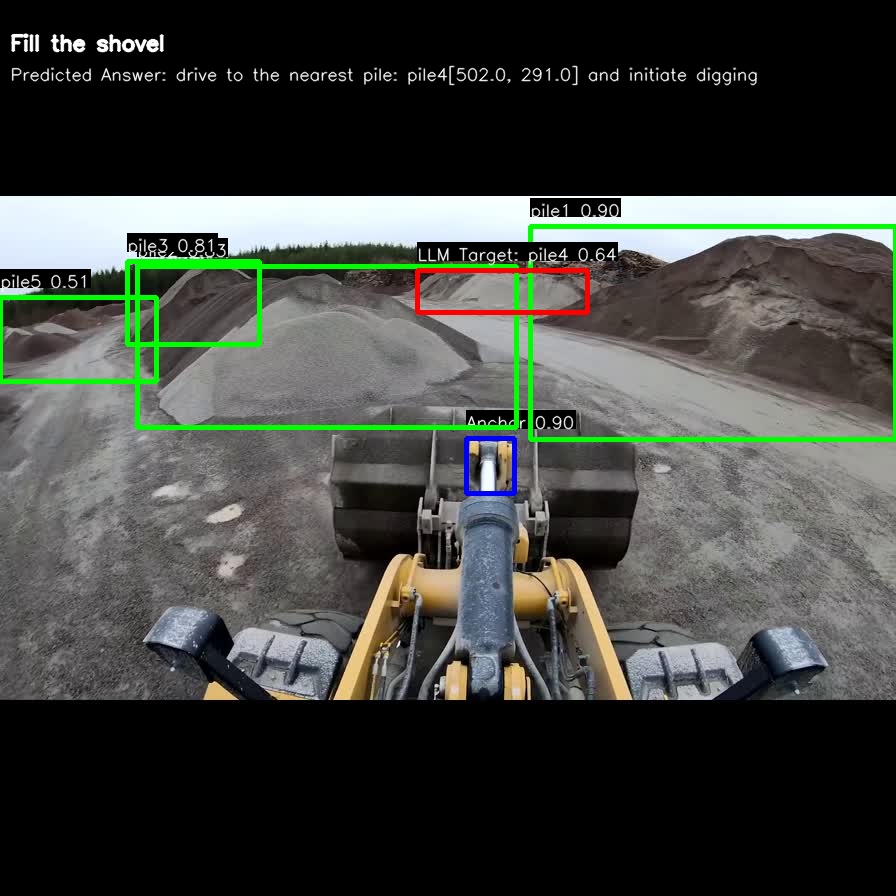 Fill the shovel
Predicted Answer: drive to the nearest pile: pile4[502.0, 291.0] and initiate digging
pile1 0.90
pile3 0.81
LLM Target: pile4 0.64
pile5 0.51
Anchor 0.90